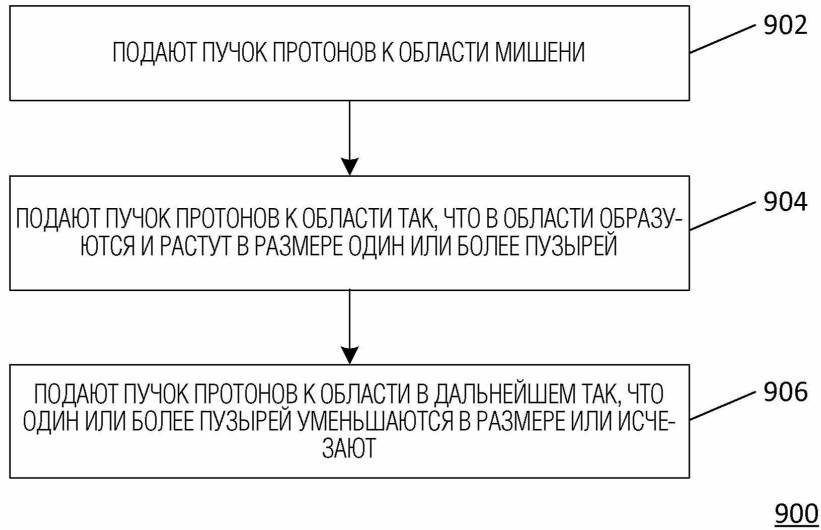 ПОДАЮТ ПУЧОК ПРОТОНОВ К ОБЛАСТИ МИШЕНИ
902
ПОДАЮТ ПУЧОК ПРОТОНОВ К ОБЛАСТИ ТАК, ЧТО В ОБЛАСТИ ОБРАЗУ-
ЮТСЯ И РАСТУТ В РАЗМЕРЕ ОДИН ИЛИ БОЛЕЕ ПУЗЫРЕЙ
904
ПОДАЮТ ПУЧОК ПРОТОНОВ К ОБЛАСТИ В ДАЛЬНЕЙШЕМ ТАК, ЧТО
ОДИН ИЛИ БОЛЕЕ ПУЗЫРЕЙ УМЕНЬШАЮТСЯ В РАЗМЕРЕ ИЛИ ИСЧЕ-
ЗАЮТ
906
900